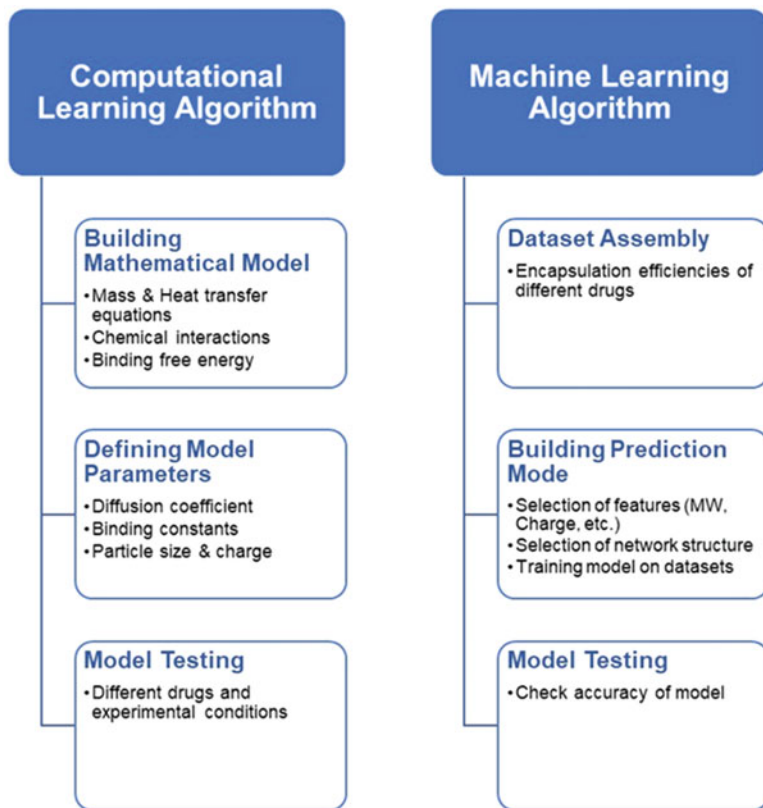 Computational
Learning Algorithm
Building
Mathematical Model
•Mass & Heat transfer
equations
•Chemical interactions
•Binding free energy
Defining Model
Parameters
•Diffusion coefficient
•Binding constants
•Particle size & charge
Model Testing
•Different drugs and
experimental conditions
Machine Learning
Algorithm
Dataset Assembly
•Encapsulation efficiencies of
different drugs
Building Prediction
Mode
•Selection of features (MW,
Charge, etc.)
•Selection of network structure
•Training model on datasets
Model Testing
•Check accuracy of model